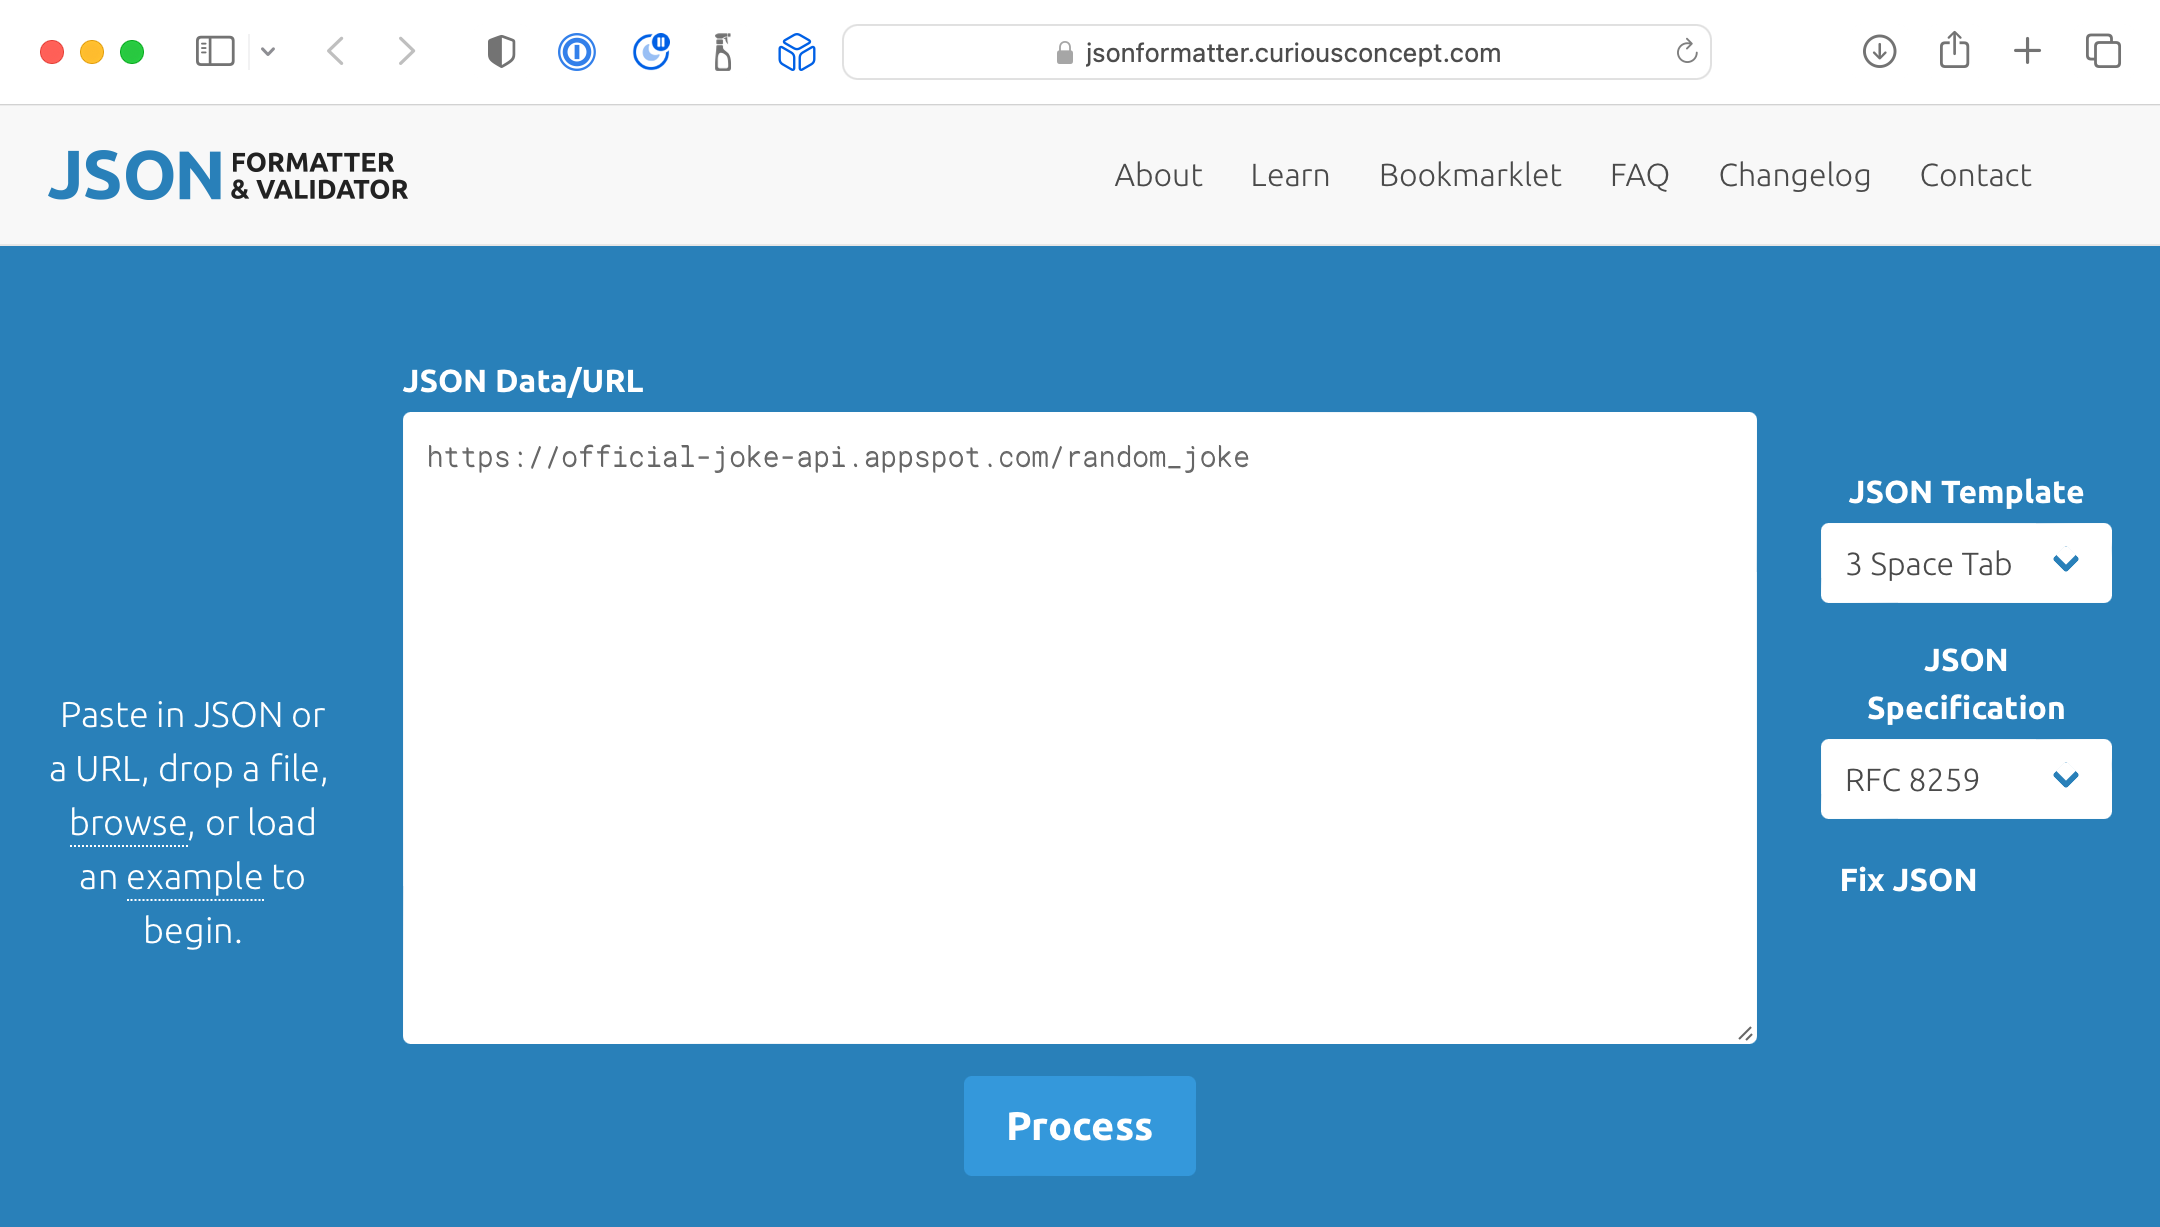 jsonformatter.curiousconcept.com
JSON FORMATTER
& VALIDATOR
About Learn Bookmarklet FAQ Changelog Contact
JSON Data/URL
https://official-joke-api.appspot.com/random_joke
Paste in JSON or
a URL, drop a file,
browse, or load
an example to
begin.
JSON Template
3 Space Tab
JSON
Specification
RFC 8259
Fix JSON
Process